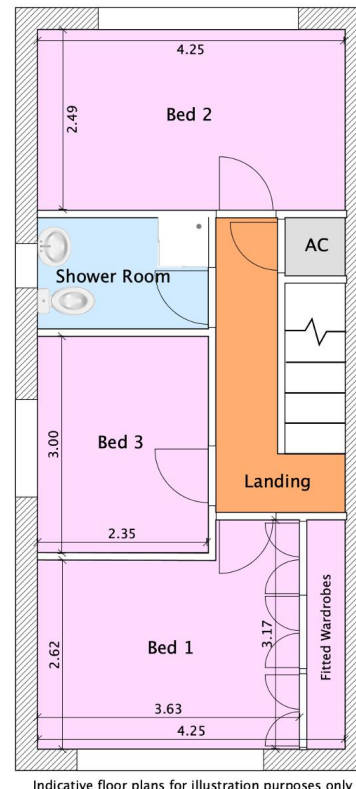 4.25
2.49
Bed 2
AC
Shower Room
3.00
Bed 3
Landing
2.35
2.62
Bed 1
3.17
Fitted Wardrobes
3.63
4.25
Indicative floor plans for illustration purposes only